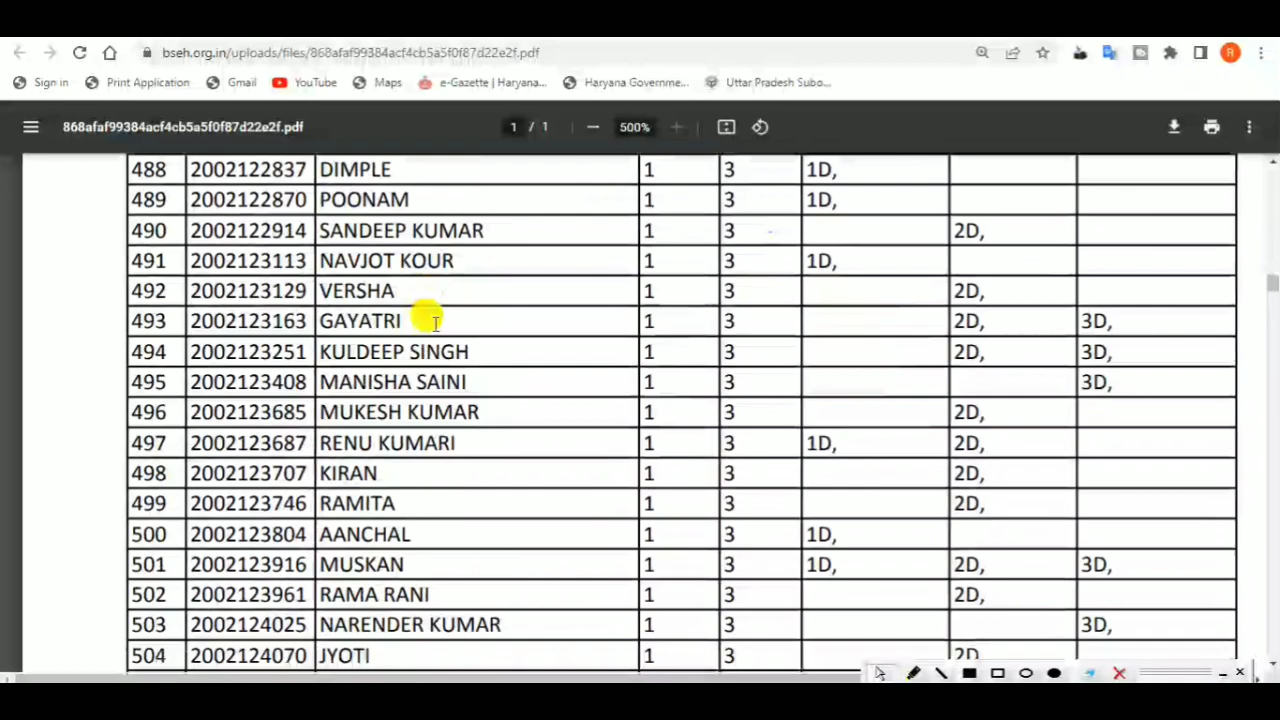 bseh.org.in/uploads/files/868afaf99384acf4cb5a5f0f87d22e2f.pdf R
Sign in Print Application Gmail YouTube Maps e-Gazette | Haryana... Haryana Governme... Uttar Pradesh Subo...
868afaf99384acf4cb5a5f0f87d22e2f.pdf 1 / 1 − 500% +
488 2002122837 DIMPLE 1 3 1D,
489 2002122870 POONAM 1 3 1D,
490 2002122914 SANDEEP KUMAR 1 3 2D,
491 2002123113 NAVJOT KOUR 1 3 1D,
492 2002123129 VERSHA 1 3 2D,
493 2002123163 GAYATRI 1 3 2D, 3D,
494 2002123251 KULDEEP SINGH 1 3 2D, 3D,
495 2002123408 MANISHA SAINI 1 3 3D,
496 2002123685 MUKESH KUMAR 1 3 2D,
497 2002123687 RENU KUMARI 1 3 1D, 2D,
498 2002123707 KIRAN 1 3 2D,
499 2002123746 RAMITA 1 3 2D,
500 2002123804 AANCHAL 1 3 1D,
501 2002123916 MUSKAN 1 3 1D, 2D, 3D,
502 2002123961 RAMA RANI 1 3 2D,
503 2002124025 NARENDER KUMAR 1 3 3D,
504 2002124070 JYOTI 1 3 2D